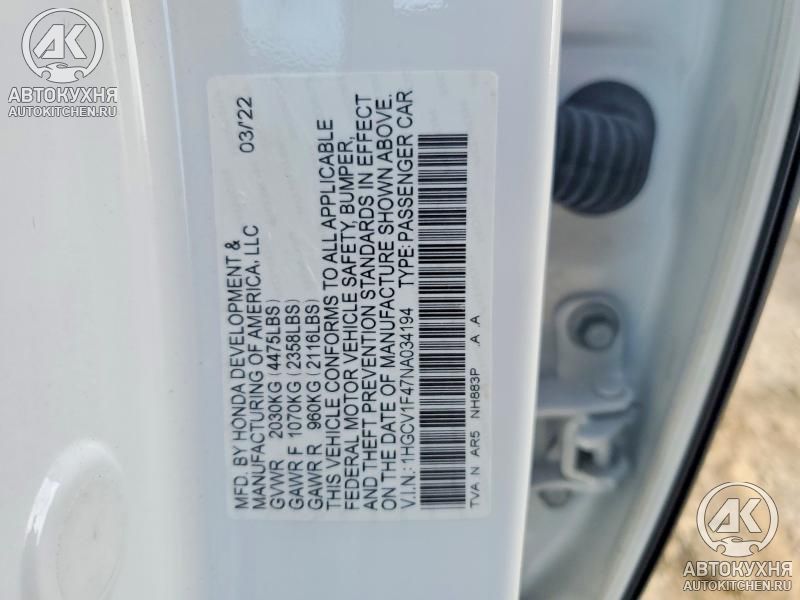 AK
АВТОКУХНЯ
AUTOKITCHEN.RU
MFD. BY HONDA DEVELOPMENT & 03/'22
MANUFACTURING OF AMERICA, LLC
GVWR 2030KG (4475LBS)
GAWR F 1070KG (2358LBS)
GAWR R 960KG (2116LBS)
THIS VEHICLE CONFORMS TO ALL APPLICABLE
FEDERAL MOTOR VEHICLE SAFETY, BUMPER,
AND THEFT PREVENTION STANDARDS IN EFFECT
ON THE DATE OF MANUFACTURE SHOWN ABOVE.
V.I.N.: 1HGCV1F47NA034194 TYPE: PASSENGER CAR
TVA N AR5 NH883P .A .A
AK
АВТОКУХНЯ
AUTOKITCHEN.RU